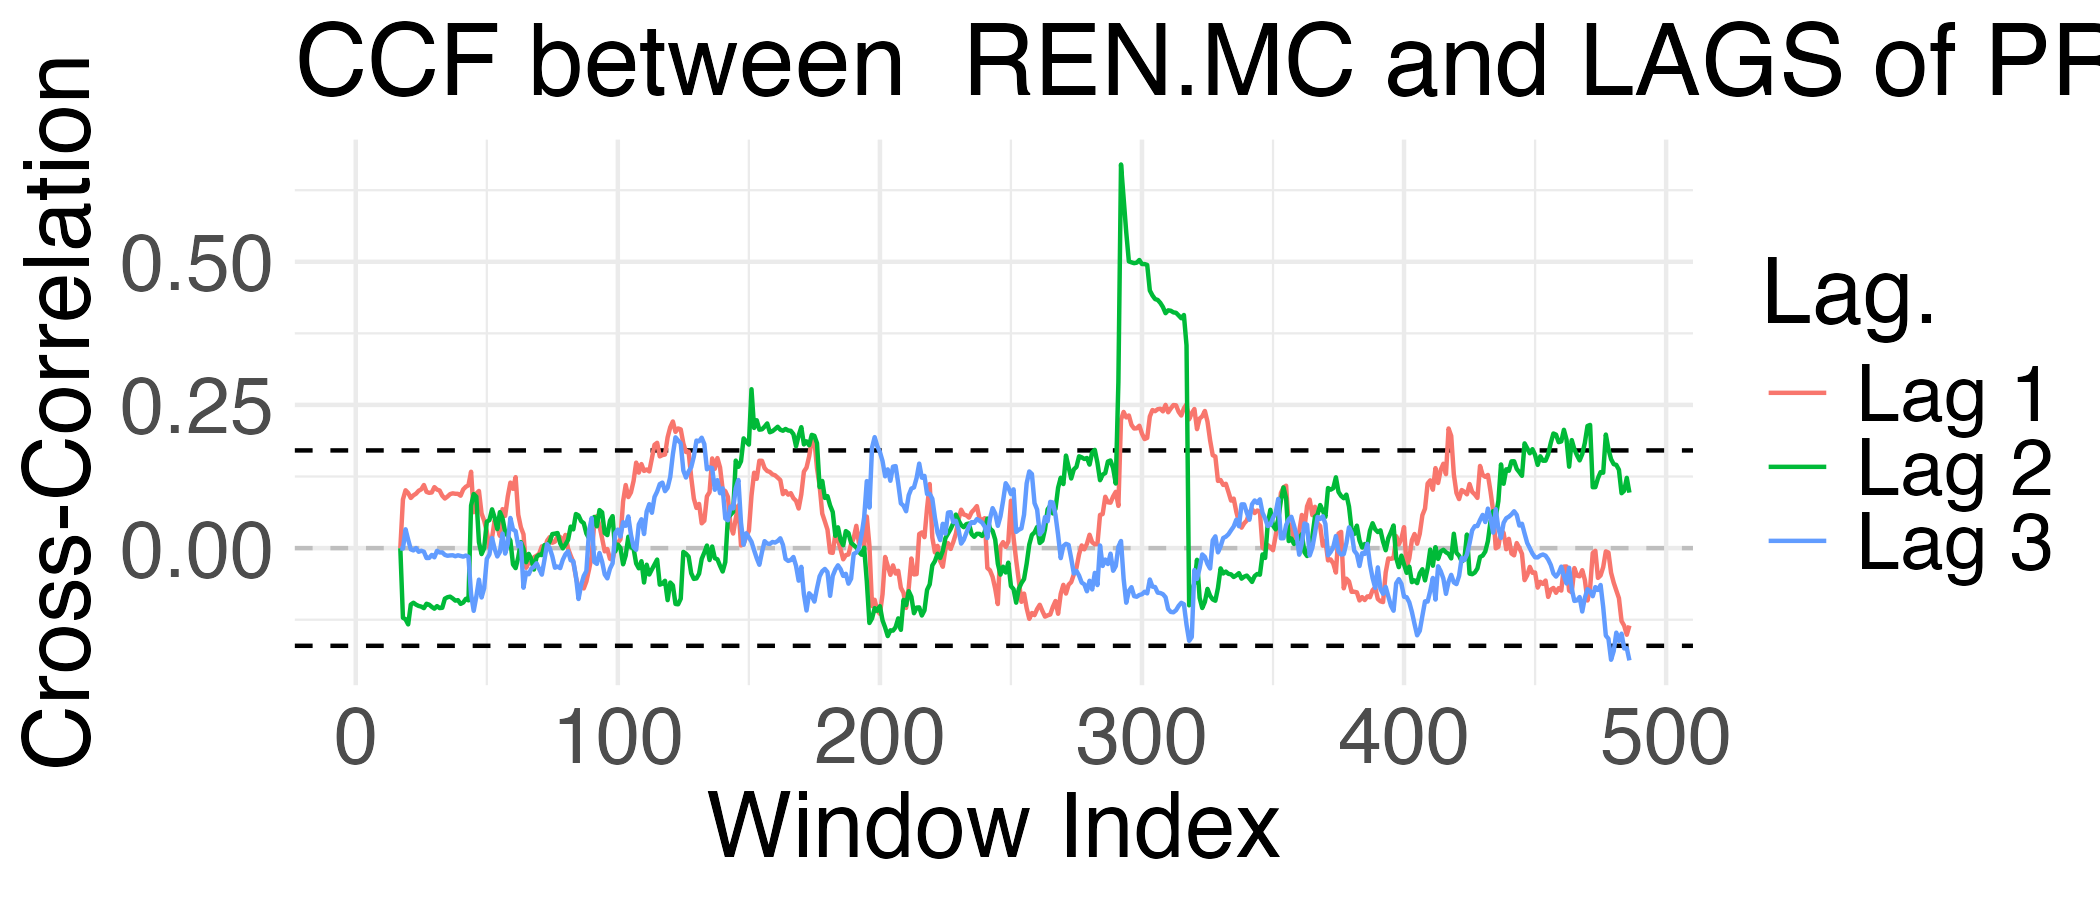 CCF between  REN.MC and LAGS of PR
Cross-Correlation
0.50
0.25
0.00
0
100
200
300
400
500
Window Index
Lag.
Lag 1
Lag 2
Lag 3